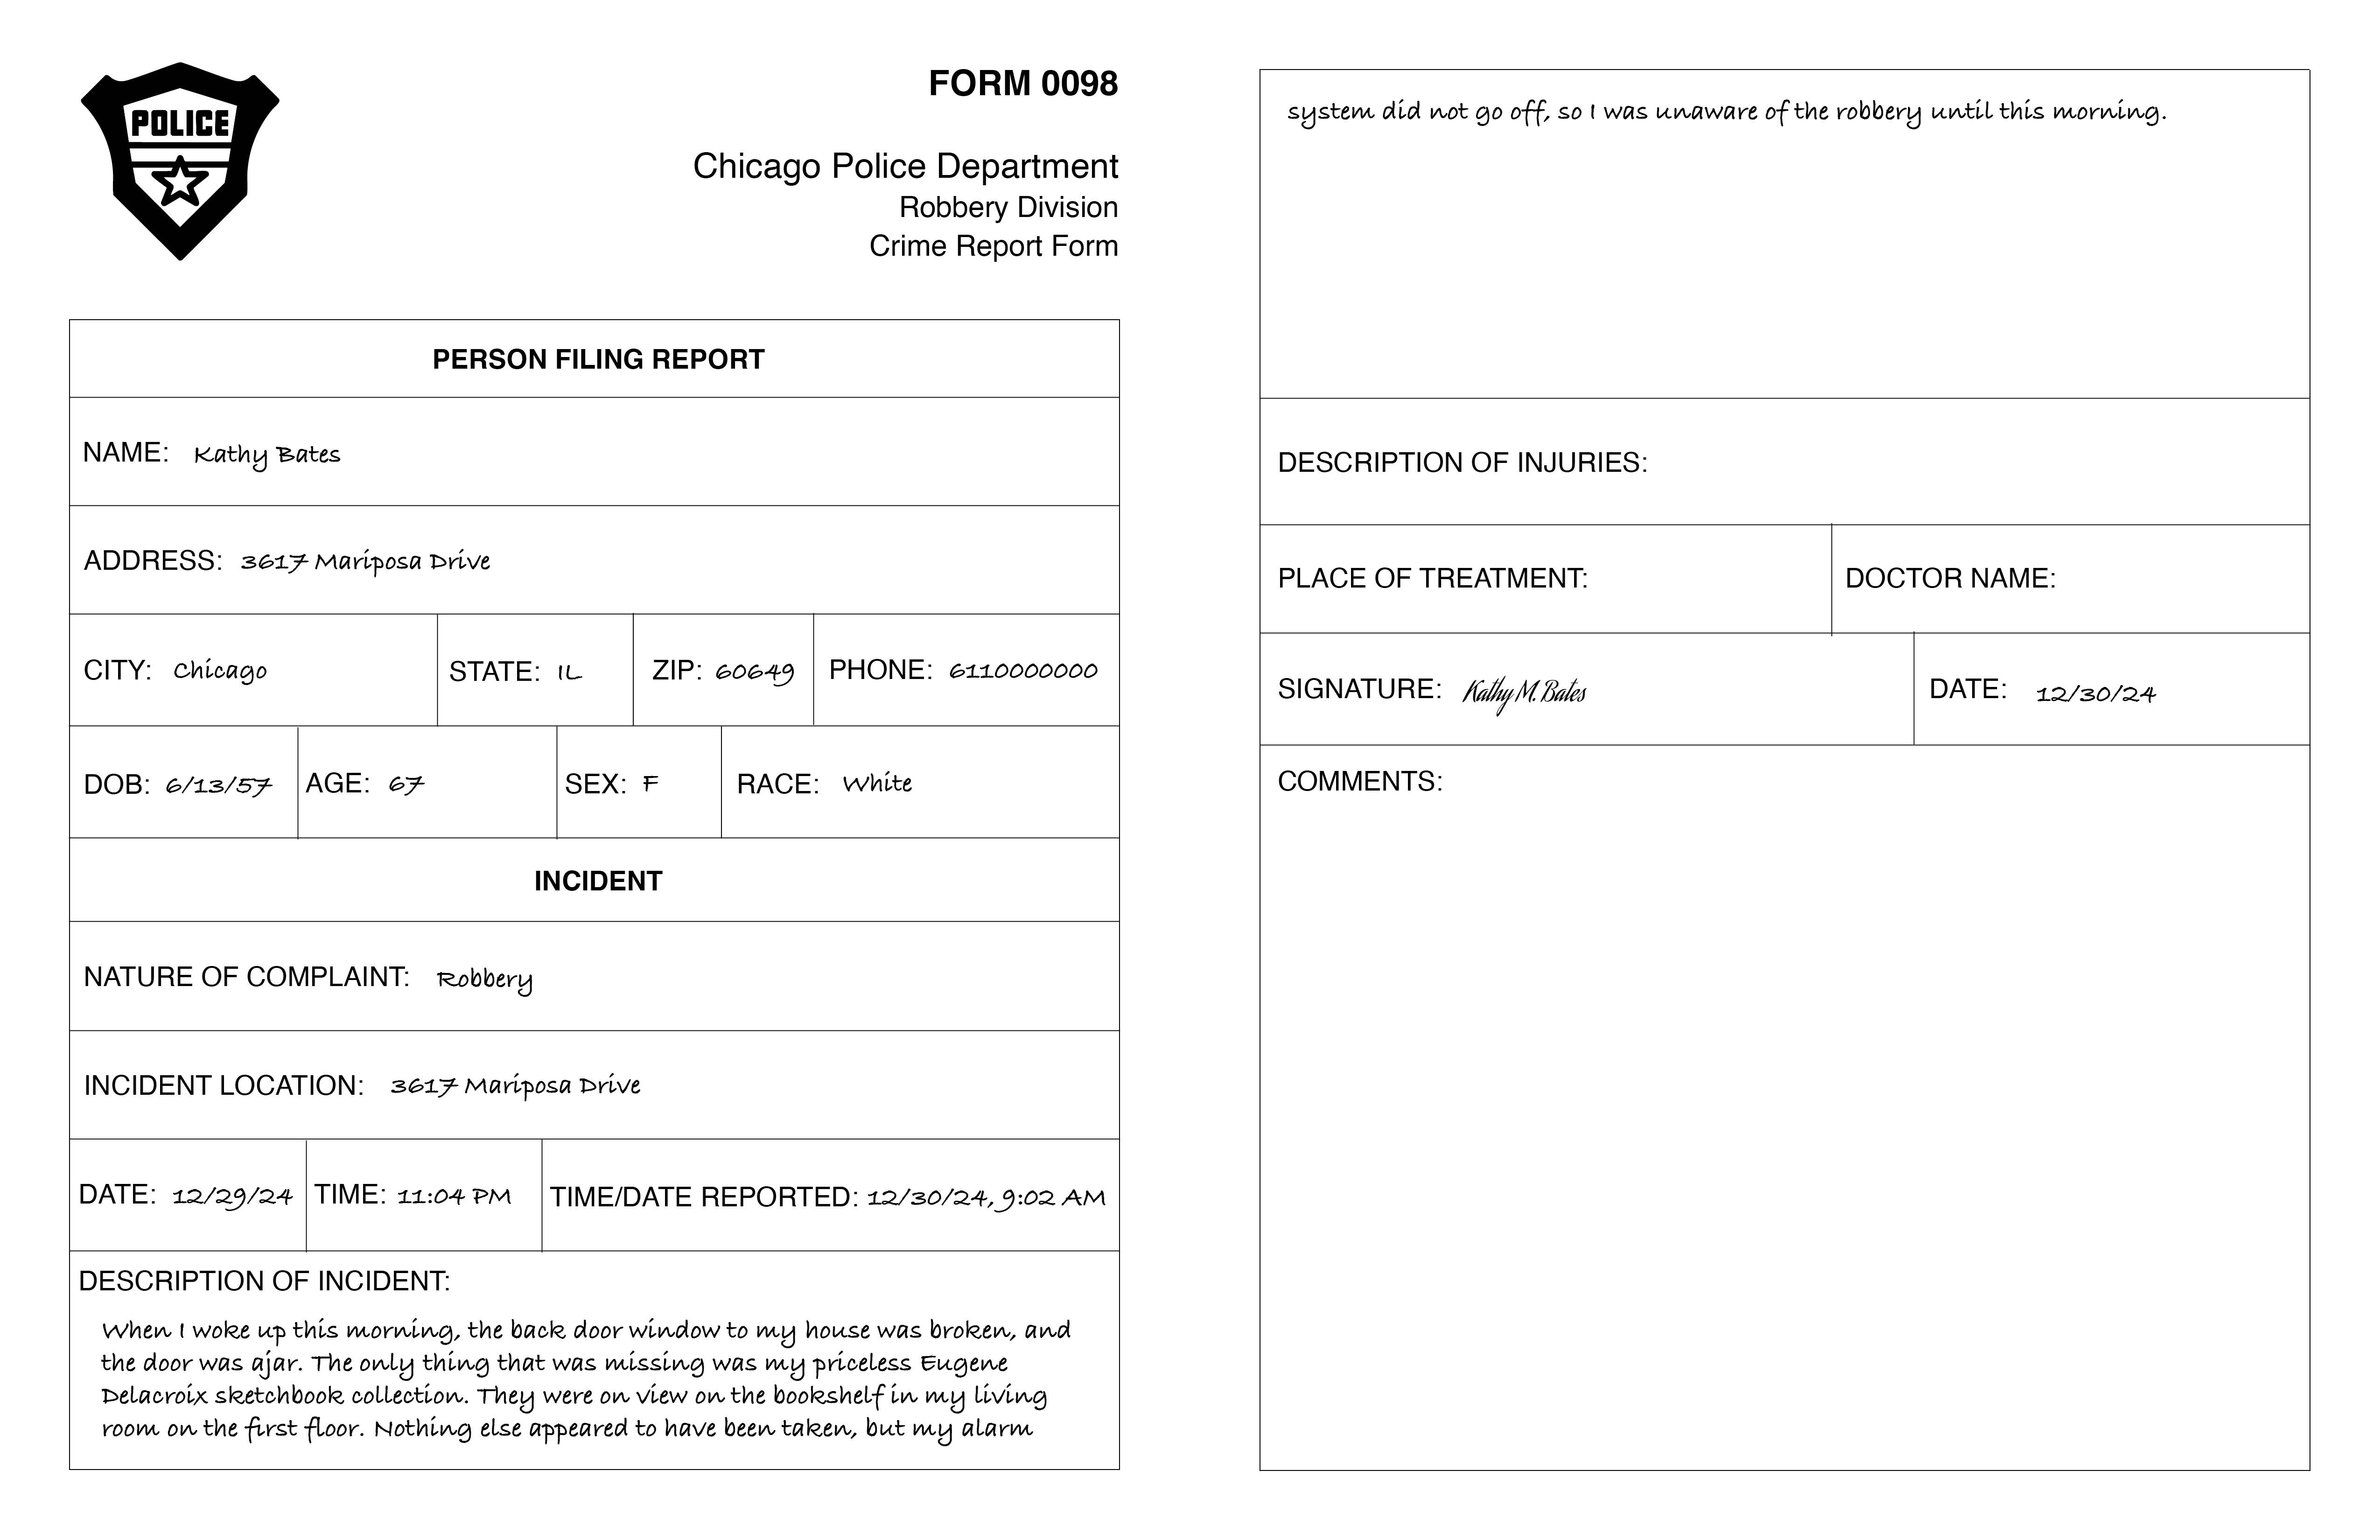 POLICE
FORM 0098
Chicago Police Department
Robbery Division
Crime Report Form
PERSON FILING REPORT
NAME: Kathy Bates
ADDRESS: 3617 Mariposa Drive
CITY: Chicago STATE: IL ZIP: 60649 PHONE: 6110000000
DOB: 6/13/57 AGE: 67 SEX: F RACE: White
INCIDENT
NATURE OF COMPLAINT: Robbery
INCIDENT LOCATION: 3617 Mariposa Drive
DATE: 12/29/24 TIME: 11:04 PM TIME/DATE REPORTED: 12/30/24, 9:02 AM
DESCRIPTION OF INCIDENT:
When I woke up this morning, the back door window to my house was broken, and
the door was ajar. The only thing that was missing was my priceless Eugene
Delacroix sketchbook collection. They were on view on the bookshelf in my living
room on the first floor. Nothing else appeared to have been taken, but my alarm
system did not go off, so I was unaware of the robbery until this morning.
DESCRIPTION OF INJURIES:
PLACE OF TREATMENT: DOCTOR NAME:
SIGNATURE: Kathy M. Bates DATE: 12/30/24
COMMENTS: